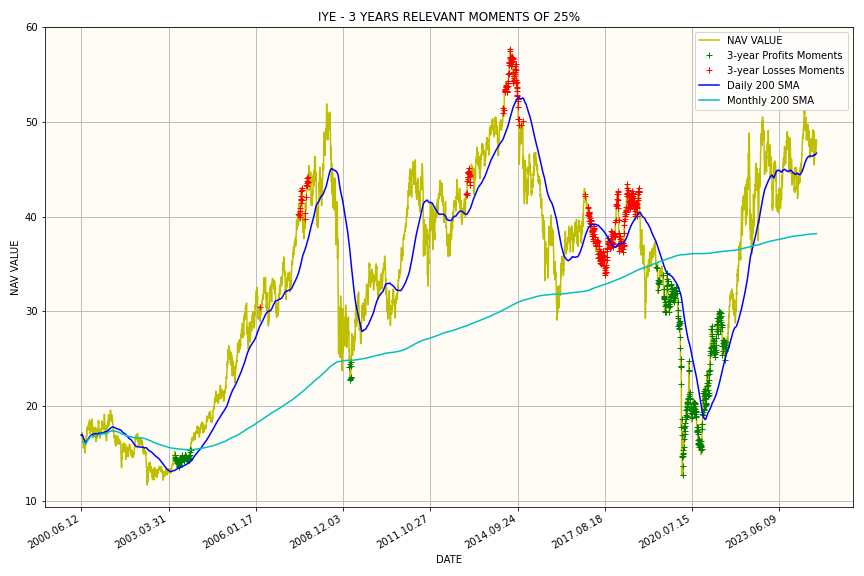 IYE - 3 YEARS RELEVANT MOMENTS OF 25%
NAV VALUE
3-year Profits Moments
3-year Losses Moments
Daily 200 SMA
Monthly 200 SMA
60
50
40
30
20
10
NAV VALUE
2000.06.12
2003.03.31
2006.01.17
2008.12.03
2011.10.27
2014.09.24
2017.08.18
2020.07.15
2023.06.09
DATE